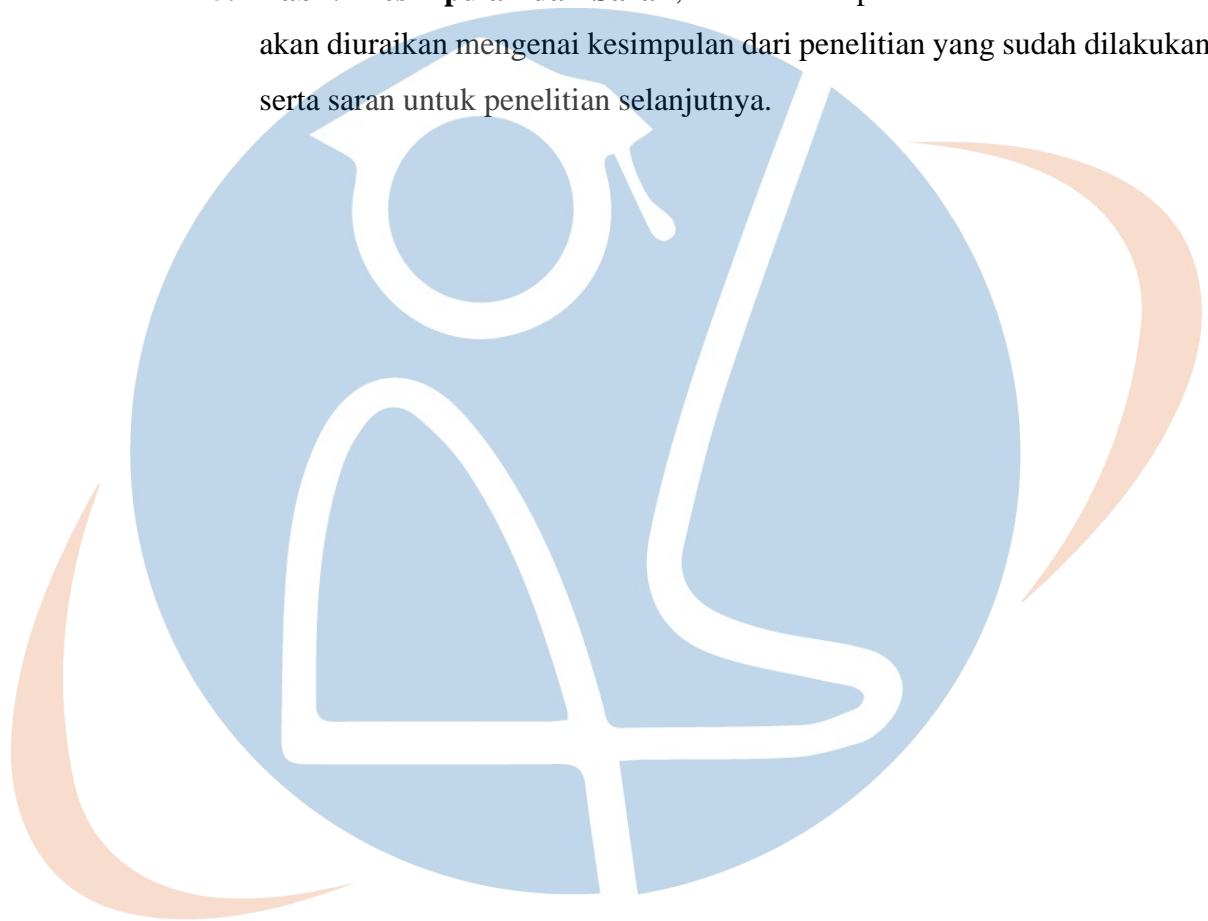 akan diuraikan mengenai kesimpulan dari penelitian yang sudah dilakukan
serta saran untuk penelitian selanjutnya.